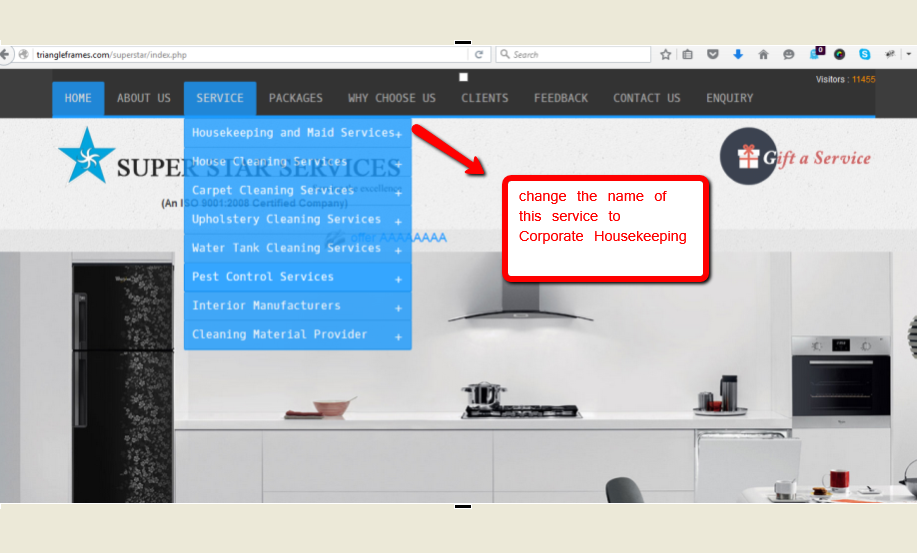 triangleframes.com/superstar/index.php
Search
0
Visitors : 11455
HOME ABOUT US SERVICE PACKAGES WHY CHOOSE US CLIENTS FEEDBACK CONTACT US ENQUIRY
Housekeeping and Maid Services+
House Cleaning Services +
Carpet Cleaning Services +
Upholstery Cleaning Services +
Water Tank Cleaning Services +
Pest Control Services +
Interior Manufacturers +
Cleaning Material Provider +
SUPER STAR SERVICES
excellence
(An ISO 9001:2008 Certified Company)
offer AAAAAAAA
Gift a Service
change the name of
this service to
Corporate Housekeeping
Whirlpool